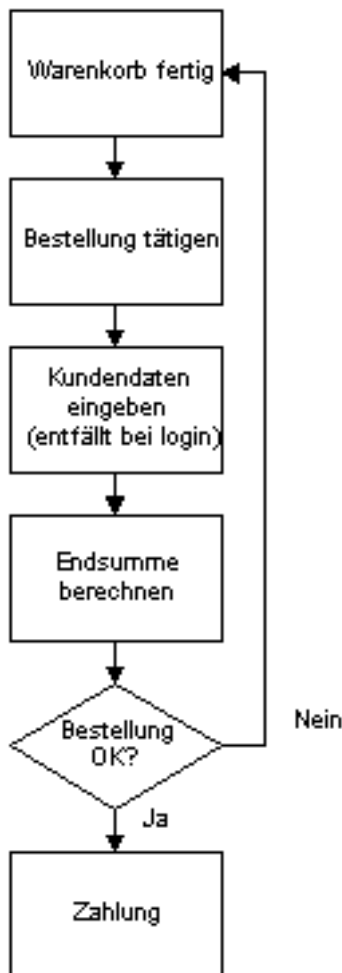 Warenkorb fertig
Bestellung tätigen
Kundendaten
eingeben
(entfällt bei login)
Endsumme
berechnen
Bestellung
OK?
Nein
Ja
Zahlung